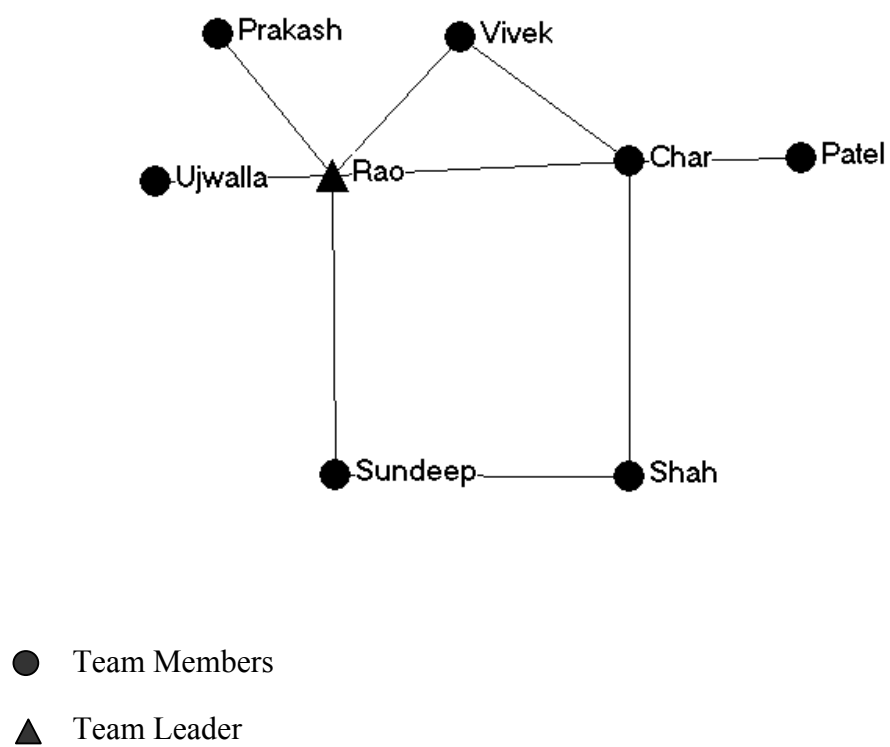 Prakash
Vivek
Ujwalla
Rao
Char
Patel
Sundeep
Shah
Team Members
Team Leader